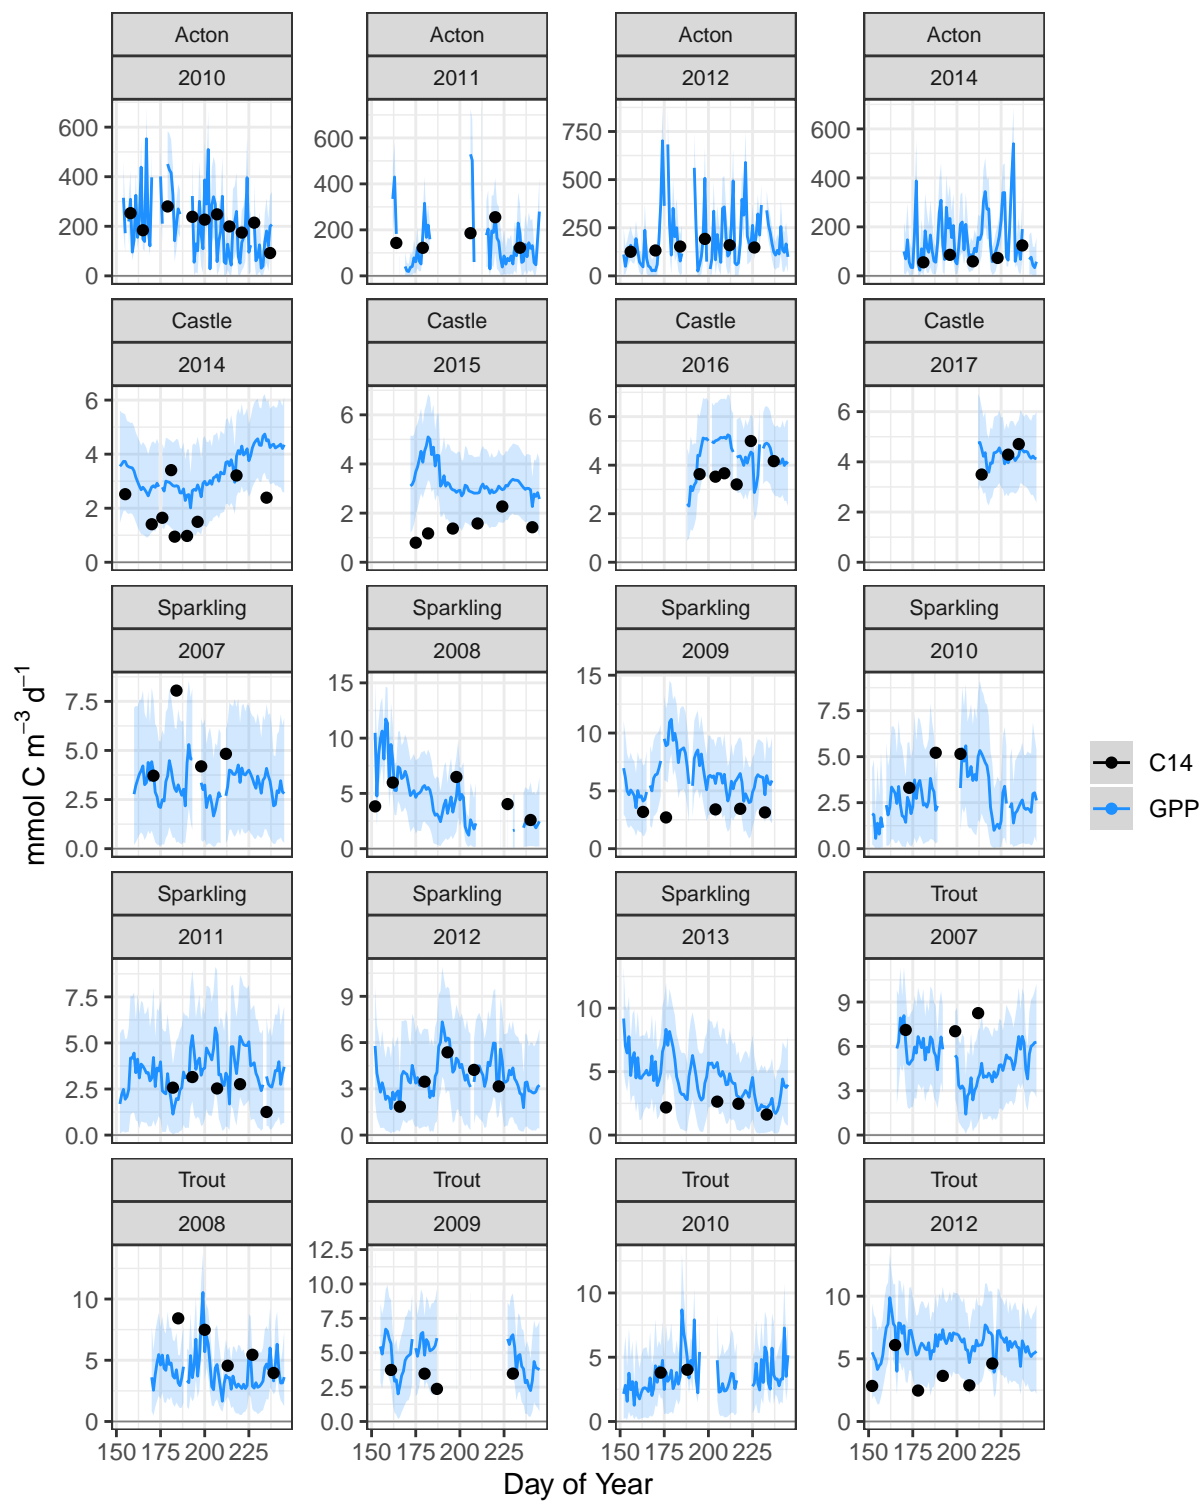 Acton Acton Acton Acton
2010 2011 2012 2014
600 400 200 0
600 400 200 0
750 500 250 0
600 400 200 0
Castle Castle Castle Castle
2014 2015 2016 2017
6 4 2 0
6 4 2 0
6 4 2 0
6 4 2 0
Sparkling Sparkling Sparkling Sparkling
2007 2008 2009 2010
7.5 5.0 2.5 0.0
15 10 5 0
15 10 5 0
7.5 5.0 2.5 0.0
mmol C m⁻³ d⁻¹
C14
GPP
Sparkling Sparkling Sparkling Trout
2011 2012 2013 2007
7.5 5.0 2.5 0.0
9 6 3 0
10 5 0
9 6 3 0
Trout Trout Trout Trout
2008 2009 2010 2012
10 5 0
12.5 10.0 7.5 5.0 2.5 0.0
10 5 0
10 5 0
150 175 200 225 150 175 200 225 150 175 200 225 150 175 200 225
Day of Year